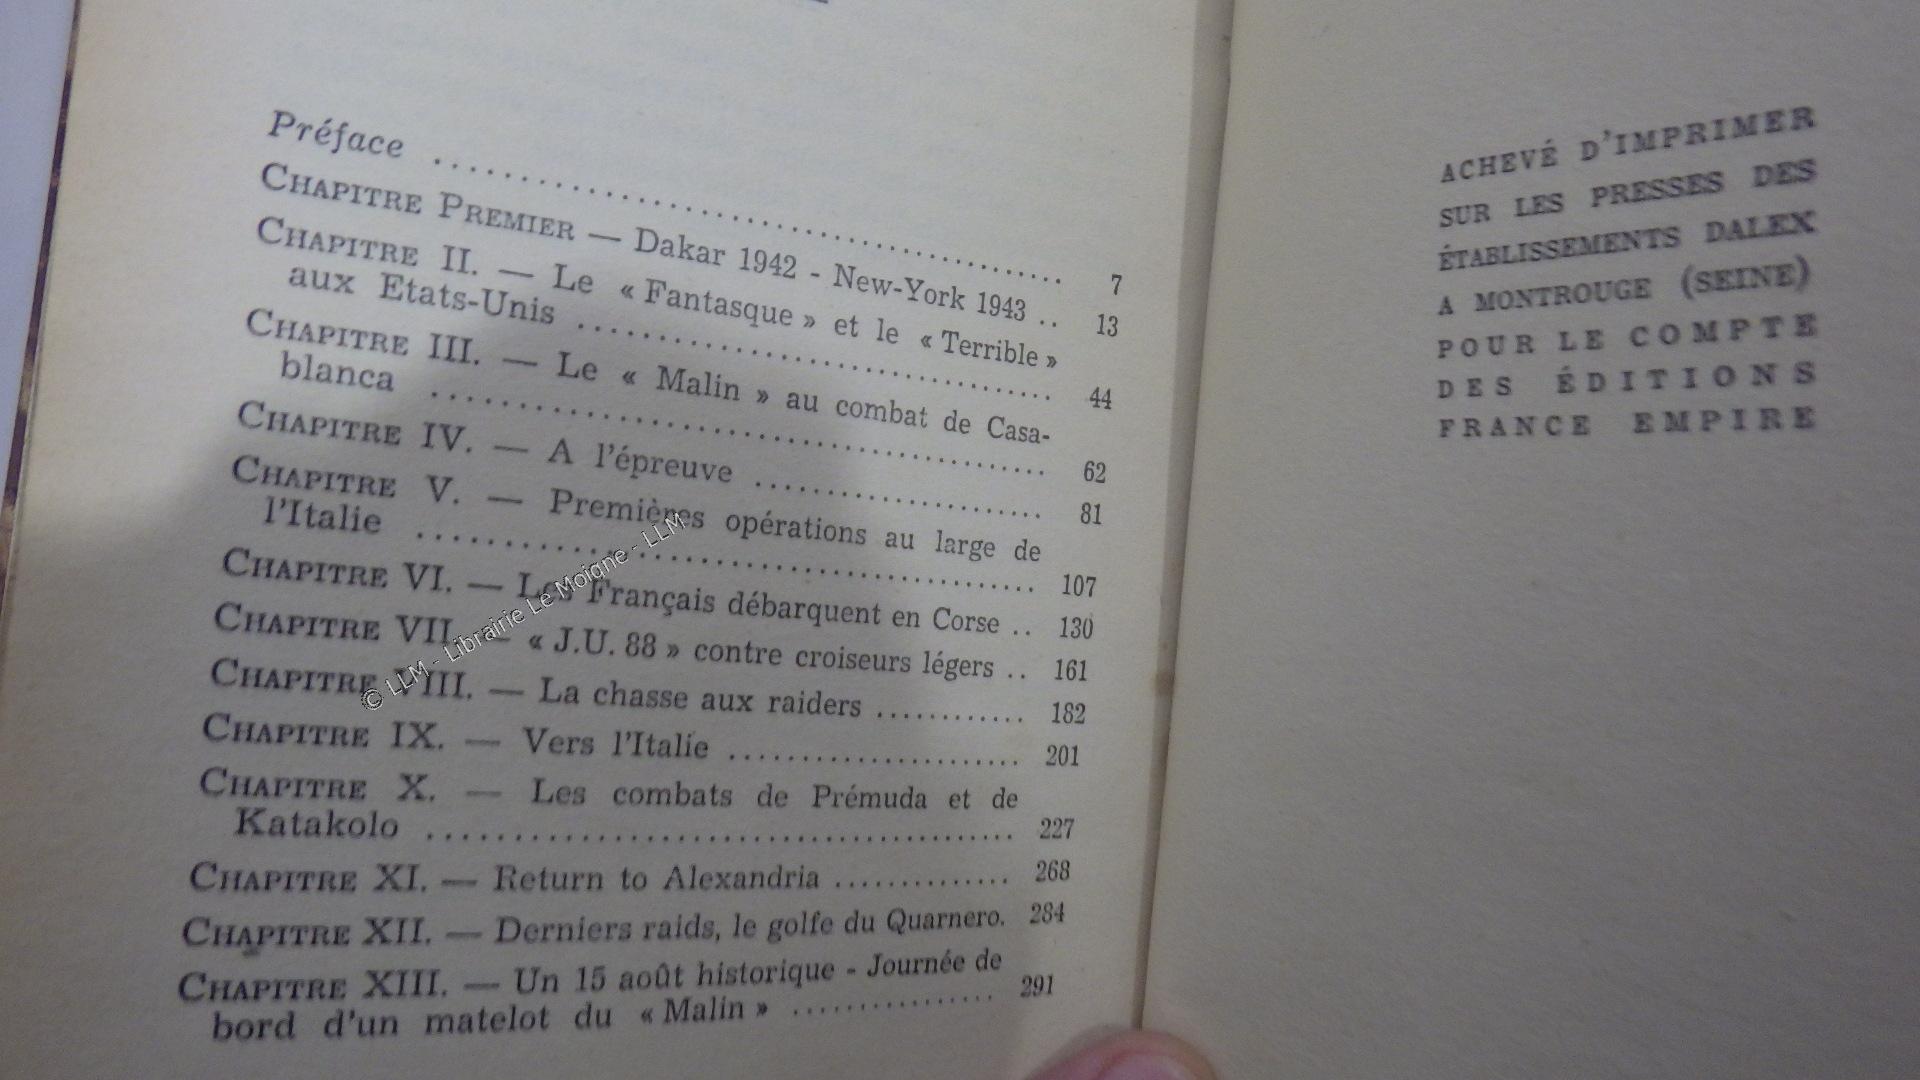 Préface .......... 7
CHAPITRE PREMIER — Dakar 1942 - New-York 1943 .. 13
CHAPITRE II. — Le « Fantasque » et le « Terrible »
aux Etats-Unis .......... 44
CHAPITRE III. — Le « Malin » au combat de Casa-
blanca .......... 62
CHAPITRE IV. — A l'épreuve .......... 81
CHAPITRE V. — Premières opérations au large de
l'Italie .......... 107
CHAPITRE VI. — Les Français débarquent en Corse .. 130
CHAPITRE VII. — « J.U. 88 » contre croiseurs légers .. 161
CHAPITRE VIII. — La chasse aux raiders .......... 182
CHAPITRE IX. — Vers l'Italie .......... 201
CHAPITRE X. — Les combats de Prémuda et de
Katakolo .......... 227
CHAPITRE XI. — Return to Alexandria .......... 268
CHAPITRE XII. — Derniers raids, le golfe du Quarnero. 284
CHAPITRE XIII. — Un 15 août historique - Journée de
bord d'un matelot du « Malin » .......... 291
© LLM - Librairie Le Moigne - LLM
ACHEVÉ D'IMPRIMER
SUR LES PRESSES DES
ÉTABLISSEMENTS DALEX
A MONTROUGE (SEINE)
POUR LE COMPTE
DES ÉDITIONS
FRANCE EMPIRE